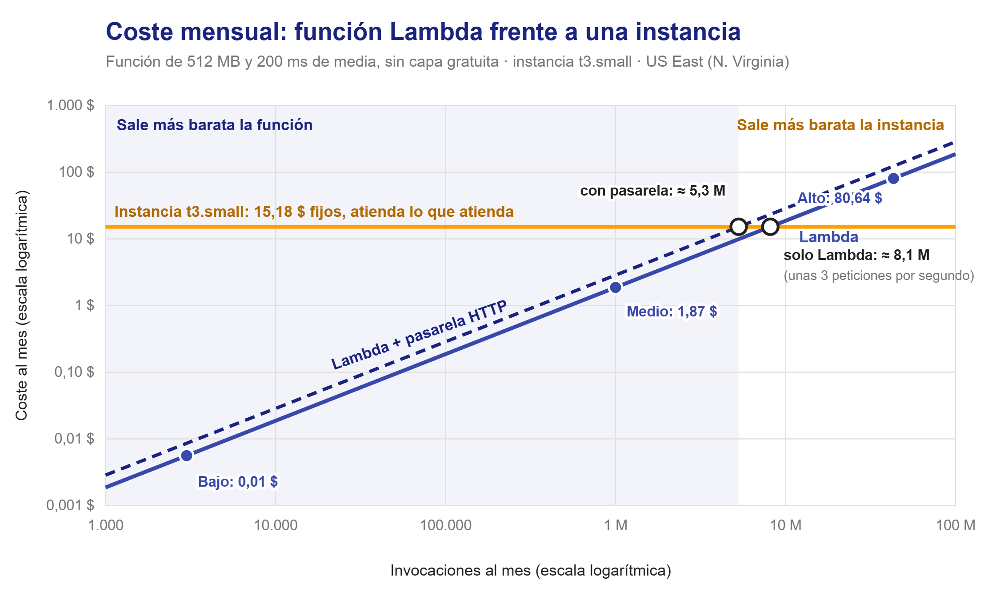 Coste mensual: función Lambda frente a una instancia
Función de 512 MB y 200 ms de media, sin capa gratuita · instancia t3.small · US East (N. Virginia)
1.000 $
Sale más barata la función
Sale más barata la instancia
100 $
con pasarela: ≈ 5,3 M
Alto: 80,64 $
Instancia t3.small: 15,18 $ fijos, atienda lo que atienda
10 $
Lambda
solo Lambda: ≈ 8,1 M
(unas 3 peticiones por segundo)
1 $
Medio: 1,87 $
Lambda + pasarela HTTP
0,10 $
0,01 $
Bajo: 0,01 $
0,001 $
Coste al mes (escala logarítmica)
1.000
10.000
100.000
1 M
10 M
100 M
Invocaciones al mes (escala logarítmica)